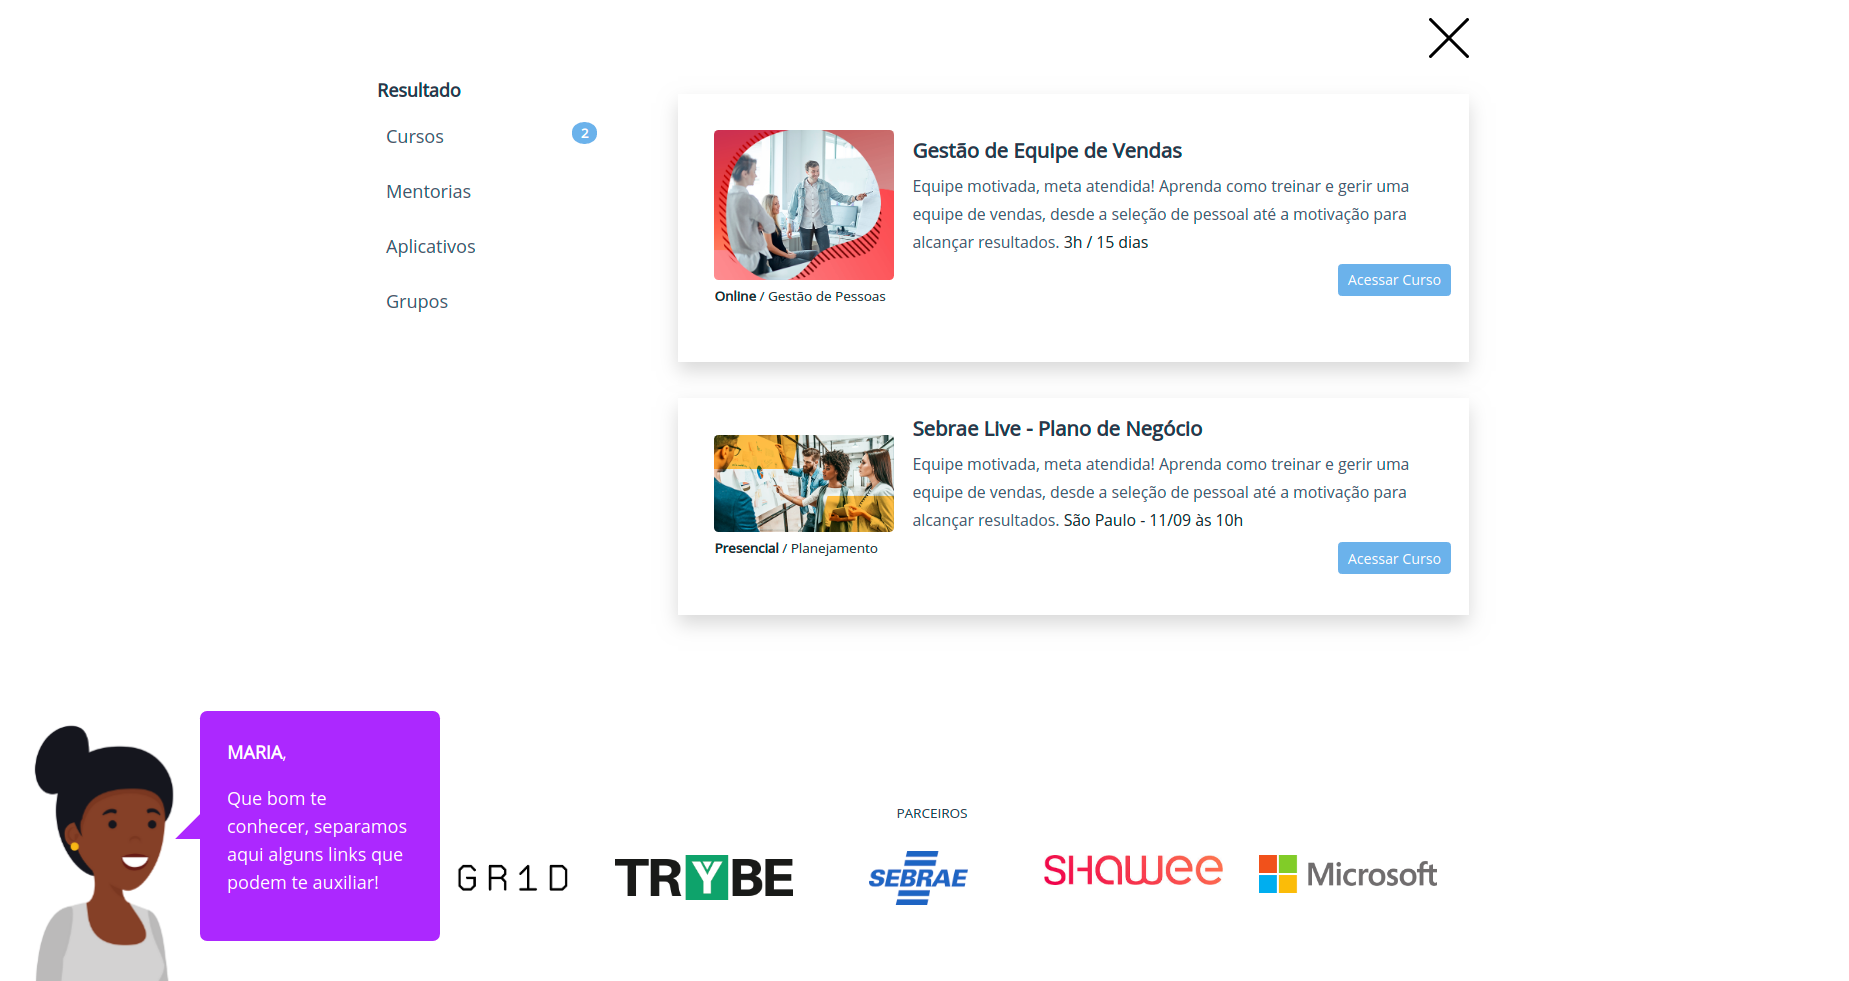 Resultado
Cursos
2
Mentorias
Aplicativos
Grupos
Gestão de Equipe de Vendas
Equipe motivada, meta atendida! Aprenda como treinar e gerir uma
equipe de vendas, desde a seleção de pessoal até a motivação para
alcançar resultados. 3h / 15 dias
Acessar Curso
Online / Gestão de Pessoas
Sebrae Live - Plano de Negócio
Equipe motivada, meta atendida! Aprenda como treinar e gerir uma
equipe de vendas, desde a seleção de pessoal até a motivação para
alcançar resultados. São Paulo - 11/09 às 10h
Presencial / Planejamento
Acessar Curso
MARIA,
Que bom te
conhecer, separamos
aqui alguns links que
podem te auxiliar!
PARCEIROS
GR1D
TRYBE
SEBRAE
SHAWEE
Microsoft